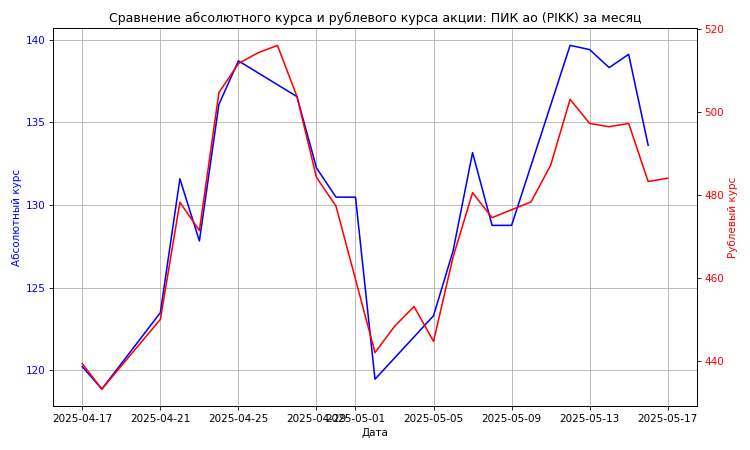 Сравнение абсолютного курса и рублевого курса акции: ПИК ао (PIKK) за месяц
140
135
130
125
120
Абсолютный курс
520
500
480
460
440
Рублевый курс
2025-04-17 2025-04-21 2025-04-25 2025-04-29 2025-05-01 2025-05-05 2025-05-09 2025-05-13 2025-05-17
Дата